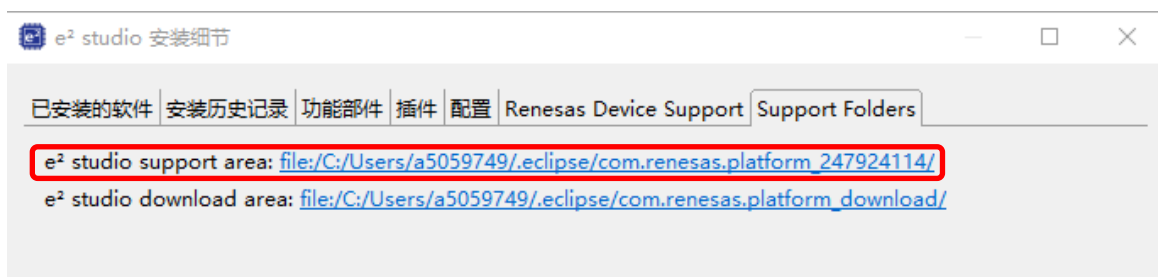 e² studio 安装细节
已安装的软件 安装历史记录 功能部件 插件 配置 Renesas Device Support Support Folders
e² studio support area: file:/C:/Users/a5059749/.eclipse/com.renesas.platform_247924114/
e² studio download area: file:/C:/Users/a5059749/.eclipse/com.renesas.platform_download/